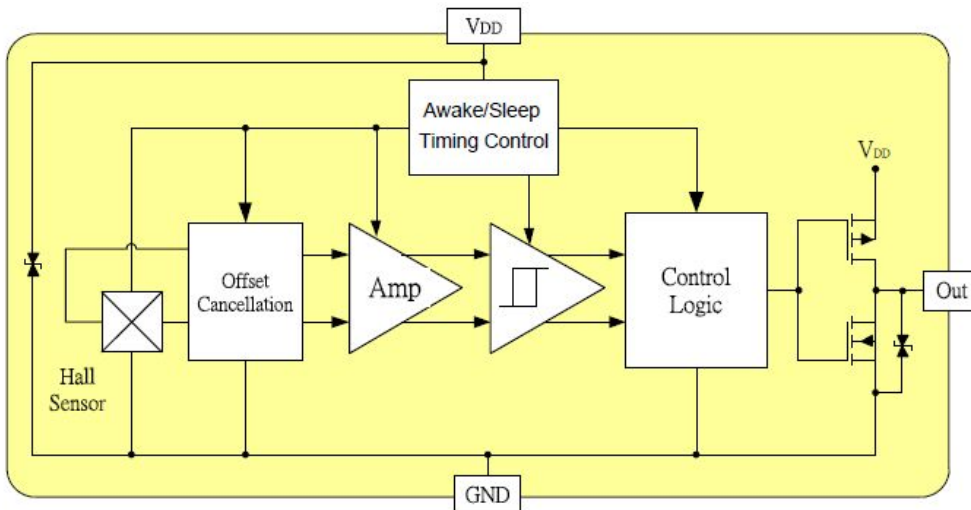 VDD
Awake/Sleep
Timing Control
VDD
Offset
Cancellation
Amp
Control
Logic
Out
Hall
Sensor
GND